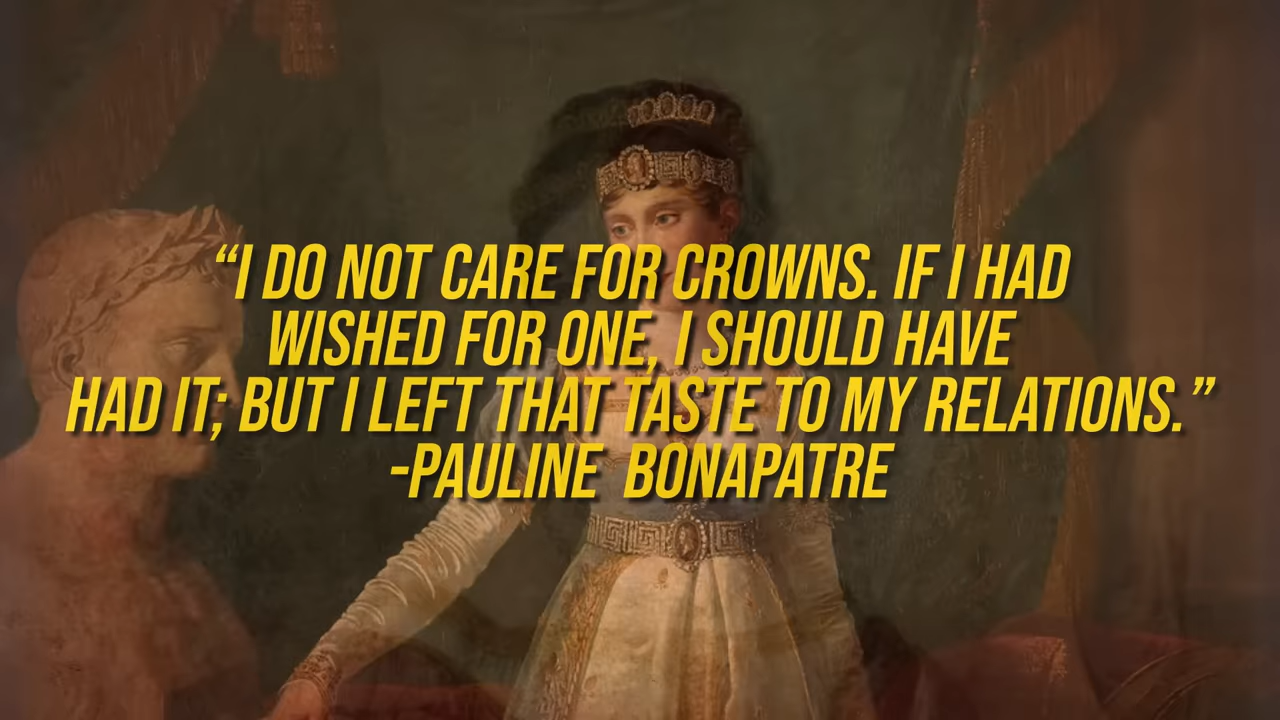 “I DO NOT CARE FOR CROWNS. IF I HAD
WISHED FOR ONE, I SHOULD HAVE
HAD IT; BUT I LEFT THAT TASTE TO MY RELATIONS.”
-PAULINE BONAPATRE